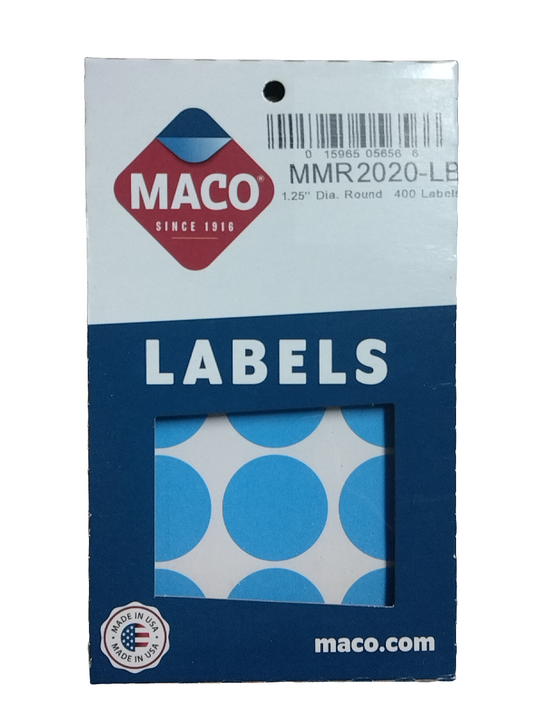 0 15965 05656 6
MMR2020-LB
1.25" Dia. Round 400 Labels
MACO®
SINCE 1916
LABELS
MADE IN USA
MADE IN USA
maco.com